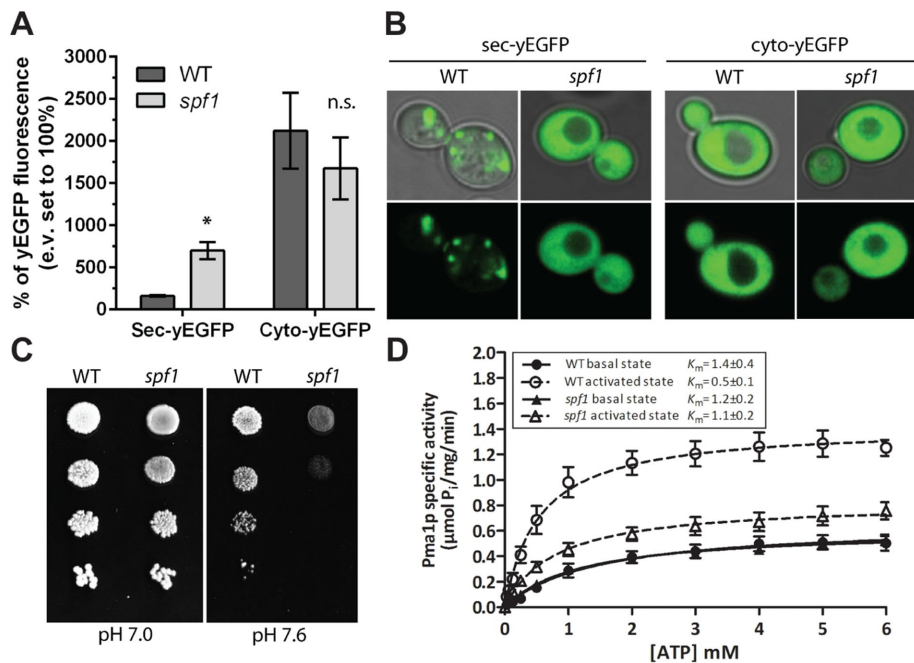 A
% of yEGFP fluorescence
(e.v. set to 100%)
3000
2500
2000
1500
1000
500
0
WT
spf1
*
n.s.
Sec-yEGFP
Cyto-yEGFP
B
sec-yEGFP
cyto-yEGFP
WT
spf1
WT
spf1
C
WT
spf1
WT
spf1
pH 7.0
pH 7.6
D
Pma1p specific activity
(μmol Pi/mg/min)
2.0
1.8
1.6
1.4
1.2
1.0
0.8
0.6
0.4
0.2
0.0
WT basal state Km= 1.4±0.4
WT activated state Km= 0.5±0.1
spf1 basal state Km= 1.2±0.2
spf1 activated state Km= 1.1±0.2
0
1
2
3
4
5
6
[ATP] mM